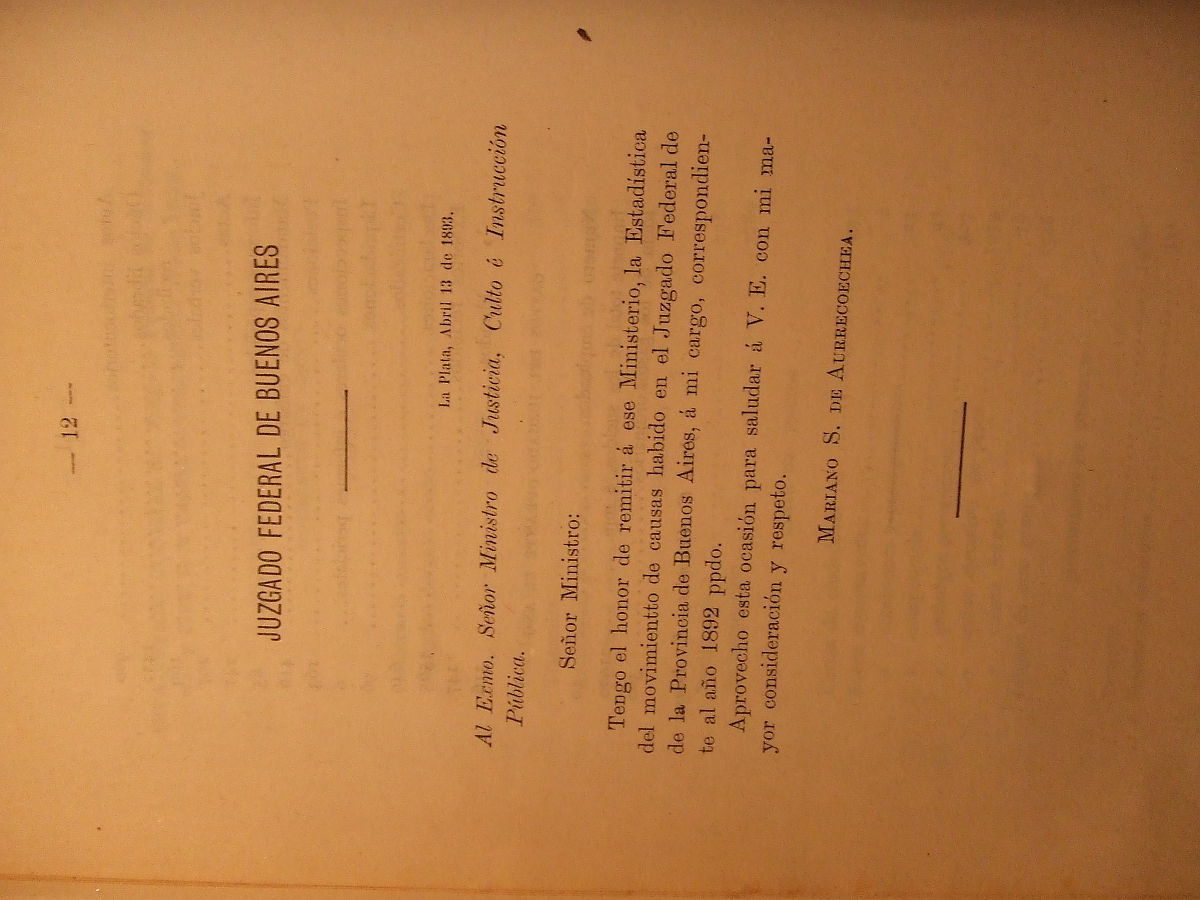 — 12 —
JUZGADO FEDERAL DE BUENOS AIRES
La Plata, Abril 13 de 1893.
Al Exmo. Señor Ministro de Justicia, Culto é Instrucción
Pública.
Señor Ministro:
Tengo el honor de remitir á ese Ministerio, la Estadística
del movimientto de causas habido en el Juzgado Federal de
de la Provincia de Buenos Aires, á mi cargo, correspondien-
te al año 1892 ppdo.
Aprovecho esta ocasión para saludar á V. E. con mi ma-
yor consideración y respeto.
MARIANO S. DE AURRECOECHEA.